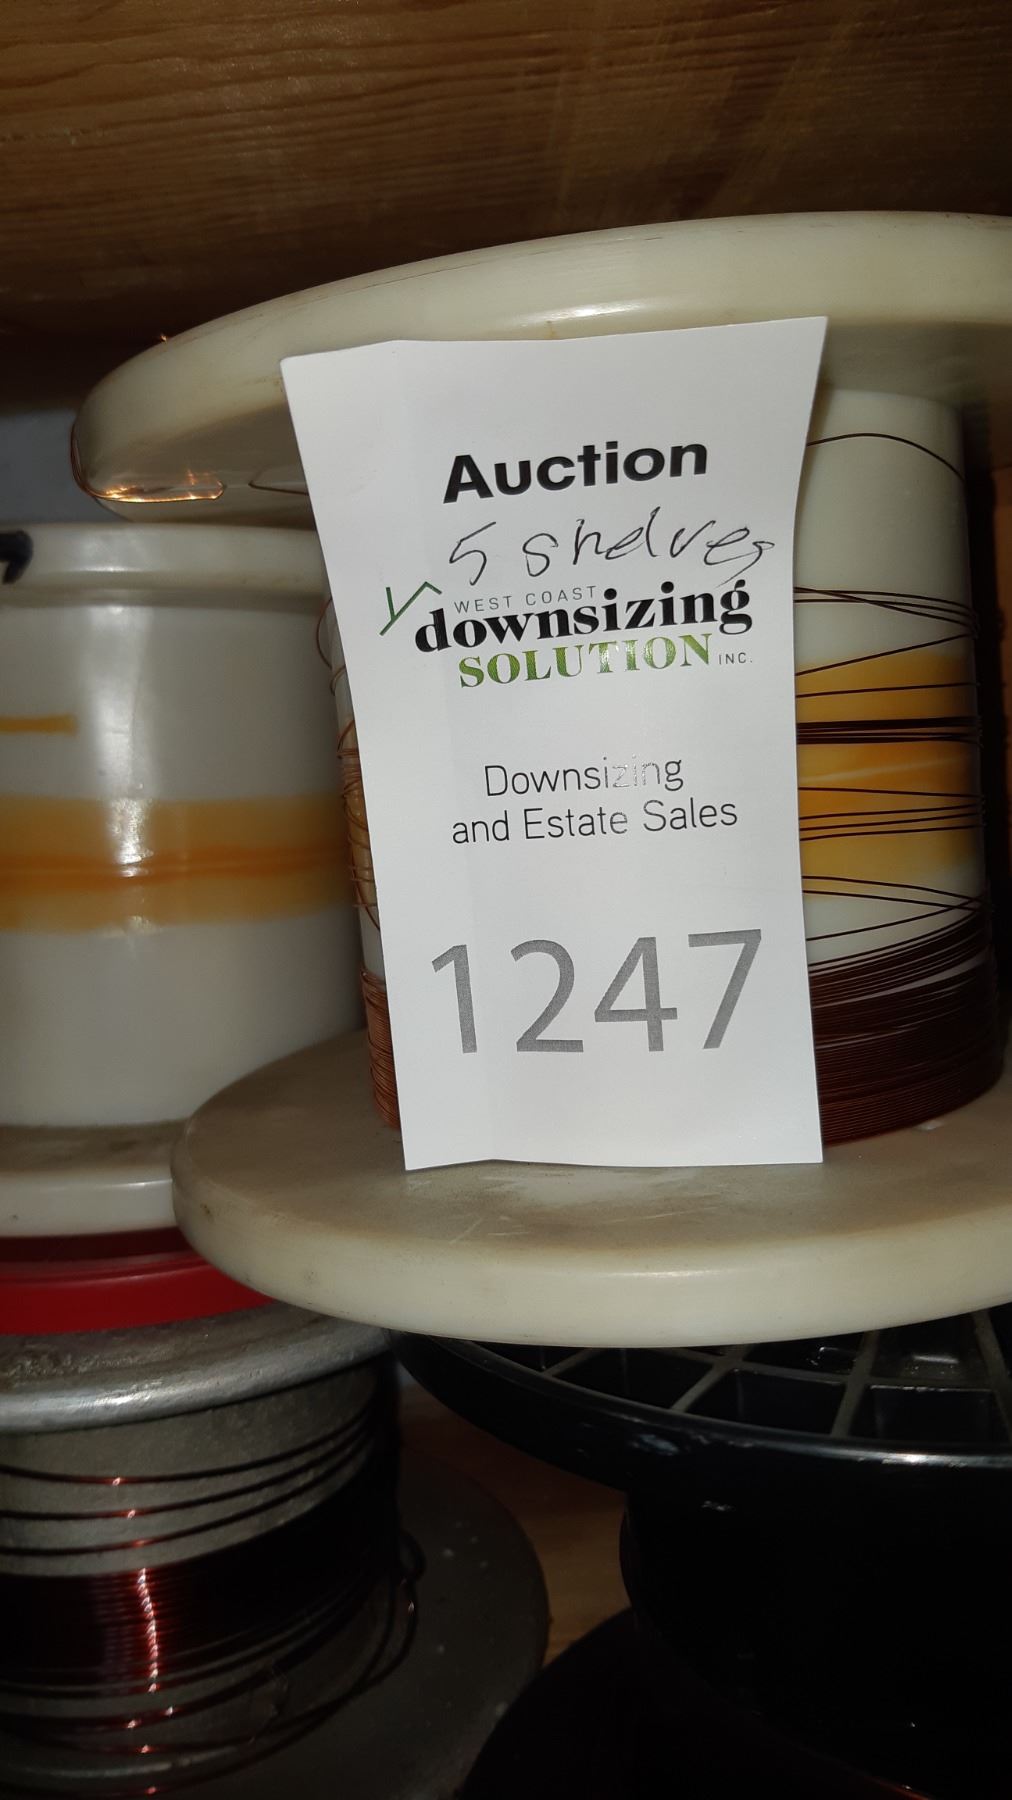 Auction
5 shelves
WEST COAST
downsizing
SOLUTION INC.
Downsizing
and Estate Sales
1247